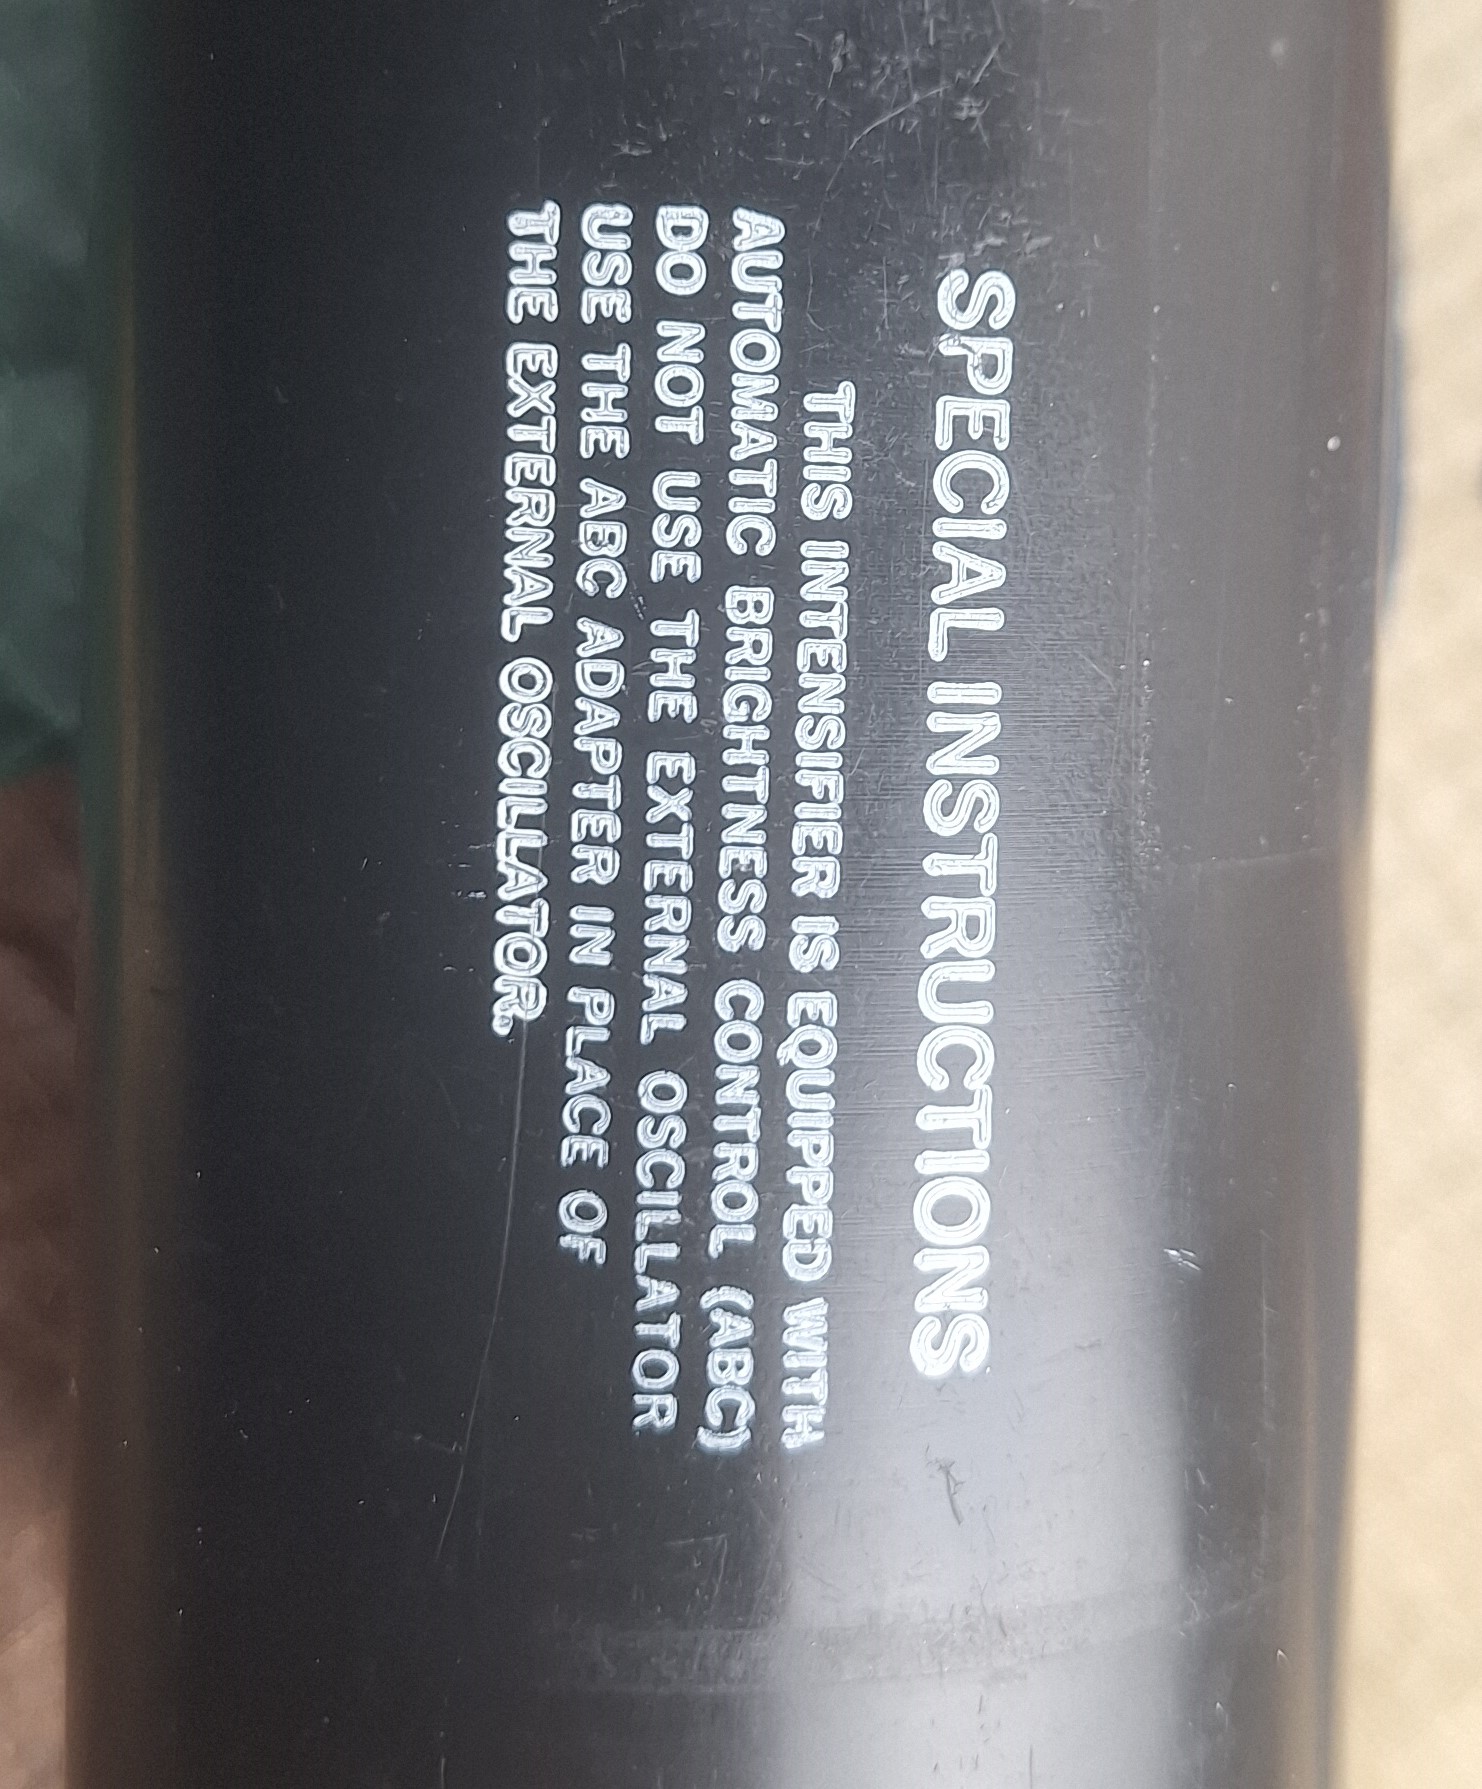 SPECIAL INSTRUCTIONS
THIS INTENSIFIER IS EQUIPPED WITH
AUTOMATIC BRIGHTNESS CONTROL (ABC)
DO NOT USE THE EXTERNAL OSCILLATOR
USE THE ABC ADAPTER IN PLACE OF
THE EXTERNAL OSCILLATOR.